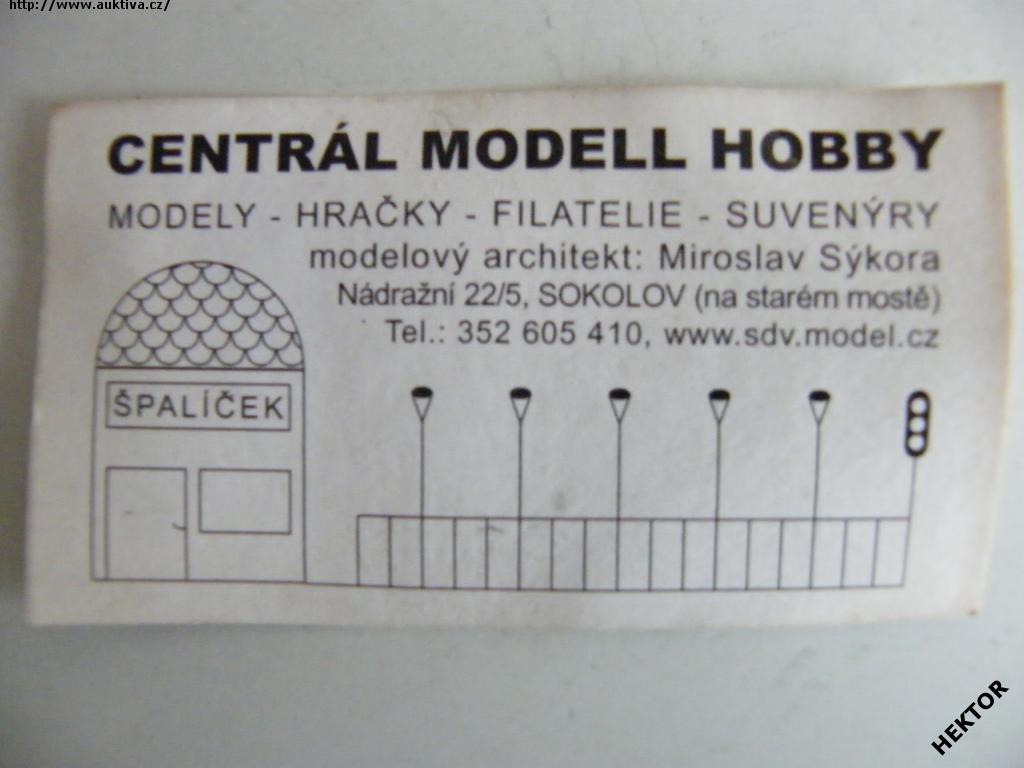 http://www.auktiva.cz/
CENTRÁL MODELL HOBBY
MODELY - HRAČKY - FILATELIE - SUVENÝRY
modelový architekt: Miroslav Sýkora
Nádražní 22/5, SOKOLOV (na starém mostě)
Tel.: 352 605 410, www.sdv.model.cz
ŠPALÍČEK
HEKTOR